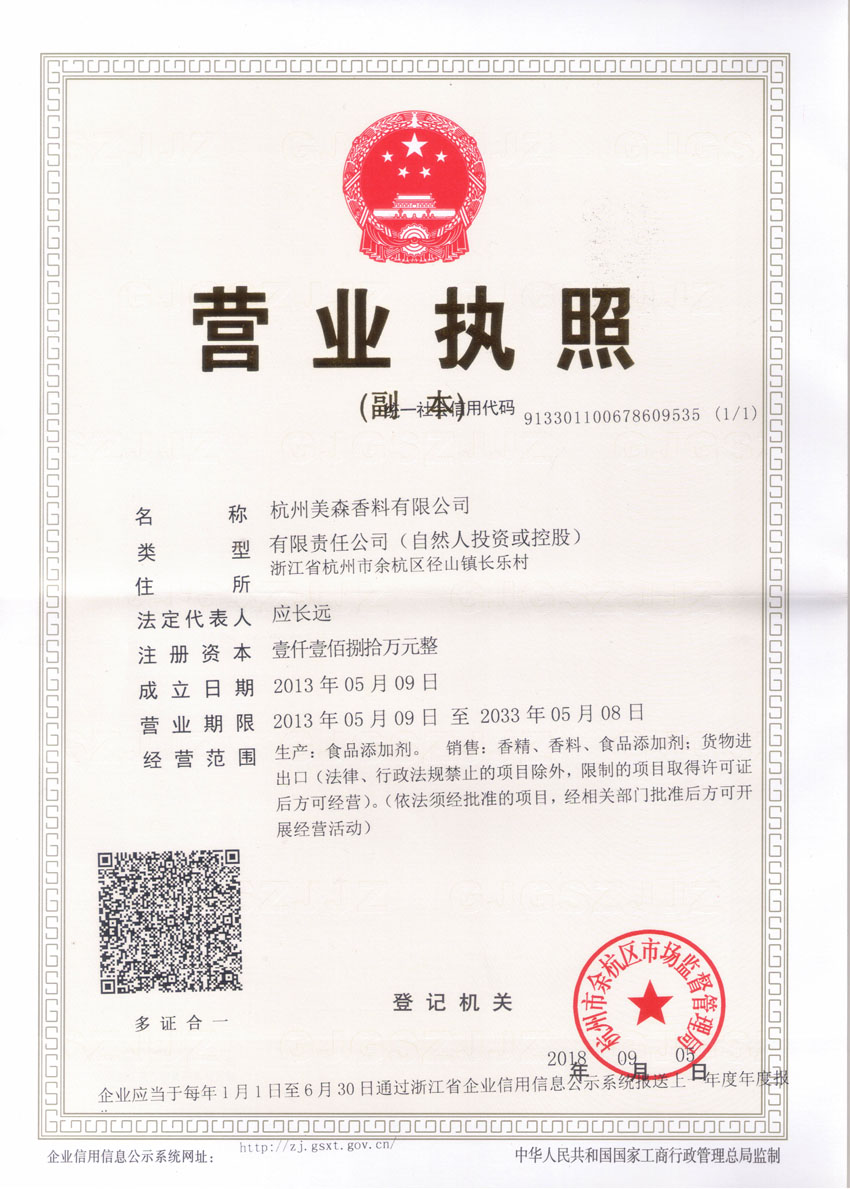 营业执照
(副 本)
统一社会信用代码 913301100678609535 (1/1)
名 称 杭州美森香料有限公司
类 型 有限责任公司（自然人投资或控股）
住 所 浙江省杭州市余杭区径山镇长乐村
法定代表人 应长远
注册资本 壹仟壹佰捌拾万元整
成立日期 2013年05月09日
营业期限 2013年05月09日 至 2033年05月08日
经营范围 生产：食品添加剂。 销售：香精、香料、食品添加剂；货物进
出口（法律、行政法规禁止的项目除外，限制的项目取得许可证
后方可经营）。（依法须经批准的项目，经相关部门批准后方可开
展经营活动）
多证合一
登记机关
杭州市余杭区市场监督管理局
2018年09月05日
企业应当于每年1月1日至6月30日通过浙江省企业信用信息公示系统报送上一年度年度报
企业信用信息公示系统网址： http://zj.gsxt.gov.cn/
中华人民共和国国家工商行政管理总局监制